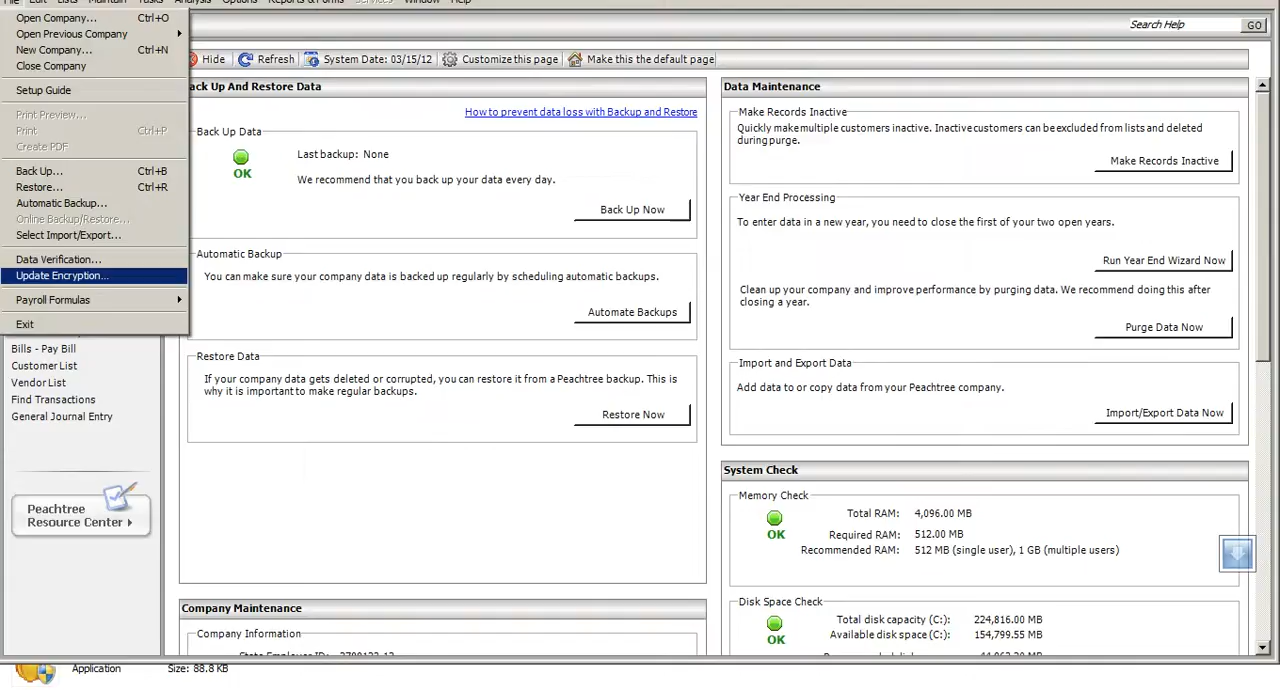 File Edit Lists Maintain Tasks Analysis Options Reports & Forms Services Window Help
Open Company... Ctrl+O
Open Previous Company
New Company... Ctrl+N
Close Company
Setup Guide
Print Preview...
Print Ctrl+P
Create PDF
Back Up... Ctrl+B
Restore... Ctrl+R
Automatic Backup...
Online Backup/Restore...
Select Import/Export...
Data Verification...
Update Encryption...
Payroll Formulas
Exit
Bills - Pay Bill
Customer List
Vendor List
Find Transactions
General Journal Entry
Peachtree
Resource Center
Search Help GO
Hide Refresh System Date: 03/15/12 Customize this page Make this the default page
Back Up And Restore Data
How to prevent data loss with Backup and Restore
Back Up Data
OK
Last backup: None
We recommend that you back up your data every day.
Back Up Now
Automatic Backup
You can make sure your company data is backed up regularly by scheduling automatic backups.
Automate Backups
Restore Data
If your company data gets deleted or corrupted, you can restore it from a Peachtree backup. This is
why it is important to make regular backups.
Restore Now
Company Maintenance
Company Information
Data Maintenance
Make Records Inactive
Quickly make multiple customers inactive. Inactive customers can be excluded from lists and deleted
during purge.
Make Records Inactive
Year End Processing
To enter data in a new year, you need to close the first of your two open years.
Run Year End Wizard Now
Clean up your company and improve performance by purging data. We recommend doing this after
closing a year.
Purge Data Now
Import and Export Data
Add data to or copy data from your Peachtree company.
Import/Export Data Now
System Check
Memory Check
OK
Total RAM: 4,096.00 MB
Required RAM: 512.00 MB
Recommended RAM: 512 MB (single user), 1 GB (multiple users)
Disk Space Check
OK
Total disk capacity (C:): 224,816.00 MB
Available disk space (C:): 154,799.55 MB
Application Size: 88.8 KB